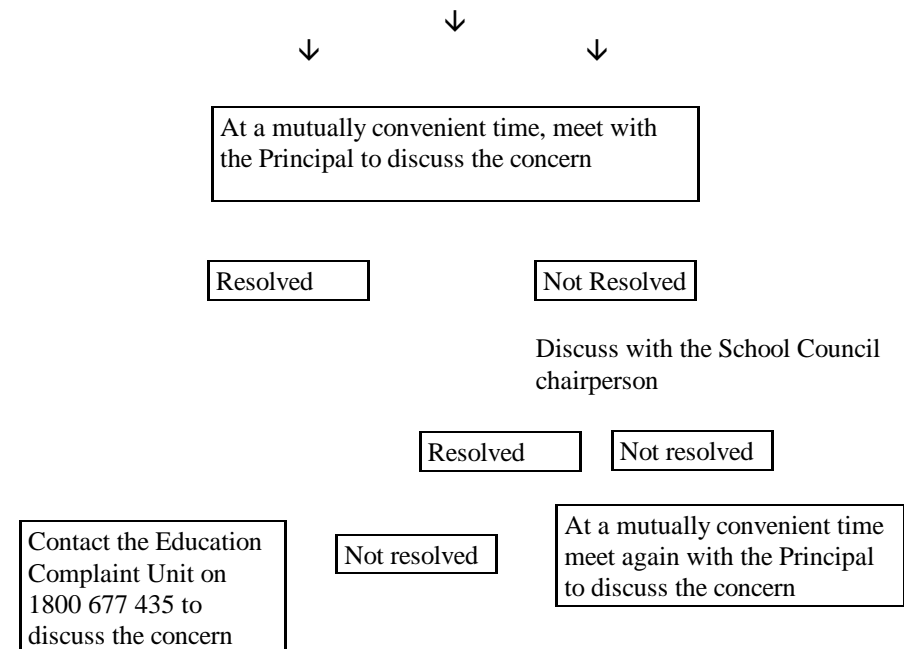 At a mutually convenient time, meet with
the Principal to discuss the concern
Resolved
Not Resolved
Discuss with the School Council
chairperson
Resolved
Not resolved
At a mutually convenient time
meet again with the Principal
to discuss the concern
Not resolved
Contact the Education
Complaint Unit on
1800 677 435 to
discuss the concern